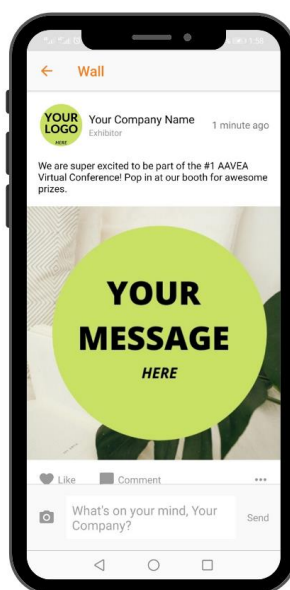 Wall
YOUR
LOGO
HERE
Your Company Name
Exhibitor
1 minute ago
We are super excited to be part of the #1 AAVEA
Virtual Conference! Pop in at our booth for awesome
prizes.
YOUR
MESSAGE
HERE
Like
Comment
What's on your mind, Your
Company?
Send